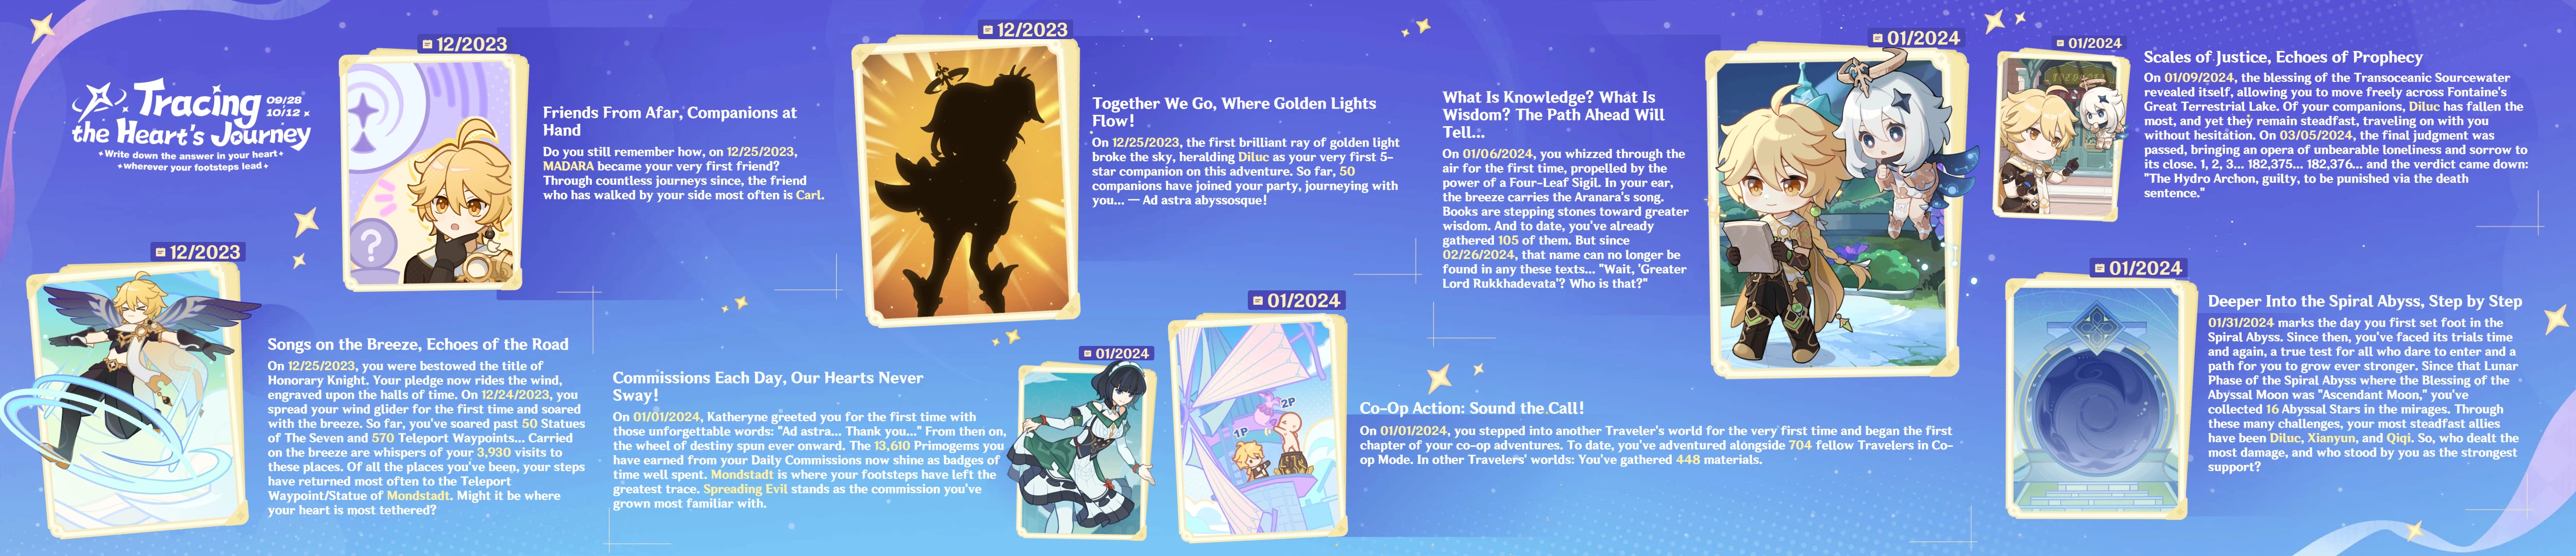 Tracing
the Heart's Journey
09/28
10/12
Write down the answer in your heart
wherever your footsteps lead
12/2023
Songs on the Breeze, Echoes of the Road
On 12/25/2023, you were bestowed the title of
Honorary Knight. Your pledge now rides the wind,
engraved upon the halls of time. On 12/24/2023, you
spread your wind glider for the first time and soared
with the breeze. So far, you've soared past 50 Statues
of The Seven and 570 Teleport Waypoints... Carried
on the breeze are whispers of your 3,930 visits to
these places. Of all the places you've been, your steps
have returned most often to the Teleport
Waypoint/Statue of Mondstadt. Might it be where
your heart is most tethered?
12/2023
Friends From Afar, Companions at
Hand
Do you still remember how, on 12/25/2023,
MADARA became your very first friend?
Through countless journeys since, the friend
who has walked by your side most often is Carl.
12/2023
Together We Go, Where Golden Lights
Flow!
On 12/25/2023, the first brilliant ray of golden light
broke the sky, heralding Diluc as your very first 5-
star companion on this adventure. So far, 50
companions have joined your party, journeying with
you... — Ad astra abyssosque!
01/2024
Commissions Each Day, Our Hearts Never
Sway!
On 01/01/2024, Katheryne greeted you for the first time with
those unforgettable words: "Ad astra... Thank you..." From then on,
the wheel of destiny spun ever onward. The 13,610 Primogems you
have earned from your Daily Commissions now shine as badges of
time well spent. Mondstadt is where your footsteps have left the
greatest trace. Spreading Evil stands as the commission you've
grown most familiar with.
01/2024
1P
2P
Co-Op Action: Sound the Call!
On 01/01/2024, you stepped into another Traveler's world for the very first time and began the first
chapter of your co-op adventures. To date, you've adventured alongside 704 fellow Travelers in Co-
op Mode. In other Travelers' worlds: You've gathered 448 materials.
01/2024
What Is Knowledge? What Is
Wisdom? The Path Ahead Will
Tell...
On 01/06/2024, you whizzed through the
air for the first time, propelled by the
power of a Four-Leaf Sigil. In your ear,
the breeze carries the Aranara's song.
Books are stepping stones toward greater
wisdom. And to date, you've already
gathered 105 of them. But since
02/26/2024, that name can no longer be
found in any these texts... "Wait, 'Greater
Lord Rukkhadevata'? Who is that?"
01/2024
Scales of Justice, Echoes of Prophecy
On 01/09/2024, the blessing of the Transoceanic Sourcewater
revealed itself, allowing you to move freely across Fontaine's
Great Terrestrial Lake. Of your companions, Diluc has fallen the
most, and yet they remain steadfast, traveling on with you
without hesitation. On 03/05/2024, the final judgment was
passed, bringing an opera of unbearable loneliness and sorrow to
its close. 1, 2, 3... 182,375... 182,376... and the verdict came down:
"The Hydro Archon, guilty, to be punished via the death
sentence."
01/2024
Deeper Into the Spiral Abyss, Step by Step
01/31/2024 marks the day you first set foot in the
Spiral Abyss. Since then, you've faced its trials time
and again, a true test for all who dare to enter and a
path for you to grow ever stronger. Since that Lunar
Phase of the Spiral Abyss where the Blessing of the
Abyssal Moon was "Ascendant Moon," you've
collected 16 Abyssal Stars in the mirages. Through
these many challenges, your most steadfast allies
have been Diluc, Xianyun, and Qiqi. So, who dealt the
most damage, and who stood by you as the strongest
support?